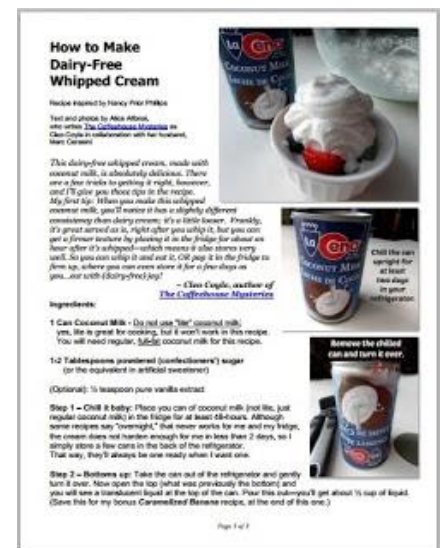 How to Make
Dairy-Free
Whipped Cream
Recipe inspired by Nancy Prior Phillips
Text and photos by Alice Alfonsi,
who writes The Coffeehouse Mysteries as
Cleo Coyle in collaboration with her husband,
Marc Cerasini
This dairy-free whipped cream, made with
coconut milk, is absolutely delicious. There
are a few tricks to getting it right, however,
and I'll give you those tips in the recipe.
My first tip: When you make this whipped
coconut milk, you'll notice it has a slightly different
consistency than dairy cream; it's a little looser. Frankly,
it's great served as is, right after you whip it, but you can
get a firmer texture by placing it in the fridge for about an
hour after it's whipped—which means it also stores very
well. So you can whip it and eat it, OR pop it in the fridge to
firm up, where you can even store it for a few days as
you...eat with (dairy-free) joy!
~ Cleo Coyle, author of
The Coffeehouse Mysteries
Ingredients:
1 Can Coconut Milk - Do not use "lite" coconut milk;
yes, lite is great for cooking, but it won't work in this recipe.
You will need regular, full-fat coconut milk for this recipe.
1-2 Tablespoons powdered (confectioners') sugar
(or the equivalent in artificial sweetener)
(Optional): ½ teaspoon pure vanilla extract
Step 1 – Chill it baby: Place you can of coconut milk (not lite, just
regular coconut milk) in the fridge for at least 48-hours. Although
some recipes say "overnight," that never works for me and my fridge,
the cream does not harden enough for me in less than 2 days, so I
simply store a few cans in the back of the refrigerator.
That way, they'll always be one ready when I want one.
Step 2 – Bottoms up: Take the can out of the refrigerator and gently
turn it over. Now open the top (what was previously the bottom) and
you will see a translucent liquid at the top of the can. Pour this out—you'll get about ½ cup of liquid.
(Save this for my bonus Caramelized Banana recipe, at the end of this one.)
La Cena
COCONUT MILK
LECHE DE COCO
La Cena
COCONUT MILK
Chill the can
upright for
at least
two days
in your
refrigerator.
Remove the chilled
can and turn it over.